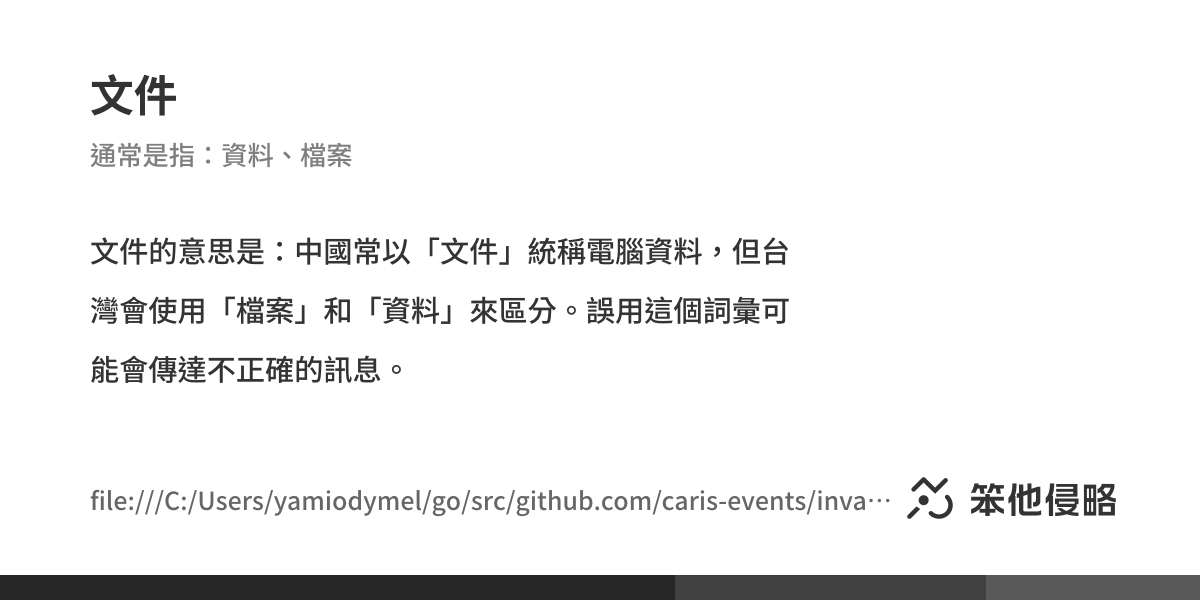 文件
通常是指：資料、檔案
文件的意思是：中國常以「文件」統稱電腦資料，但台
灣會使用「檔案」和「資料」來區分。誤用這個詞彙可
能會傳達不正確的訊息。
file:///C:/Users/yamiodymel/go/src/github.com/caris-events/inva⋯
笨他侵略